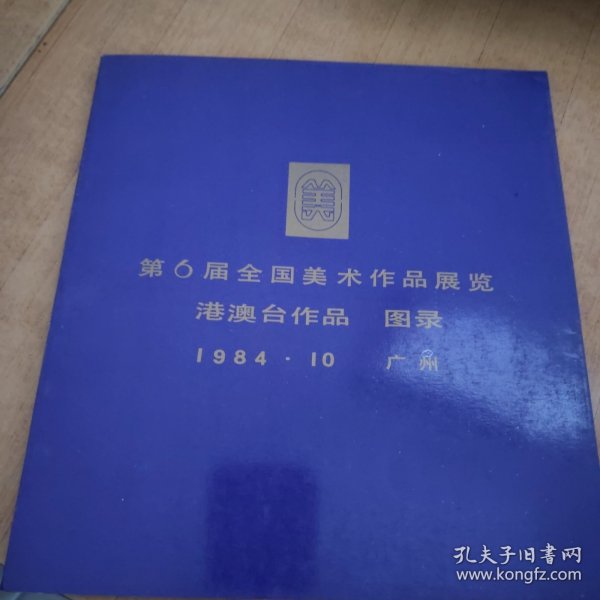 美
第6届全国美术作品展览
港澳台作品 图录
1984·10 广州
孔夫子旧书网
www.kongfz.com